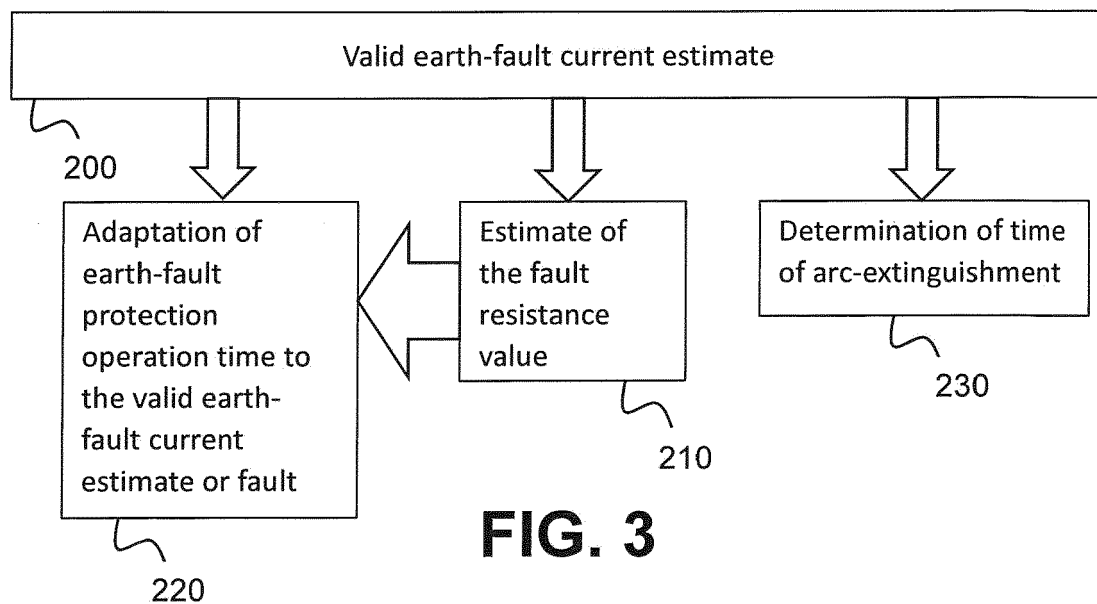 Valid earth-fault current estimate
200
Adaptation of
earth-fault
protection
operation time to
the valid earth-
fault current
estimate or fault
220
Estimate of
the fault
resistance
value
210
Determination of time
of arc-extinguishment
230
FIG. 3